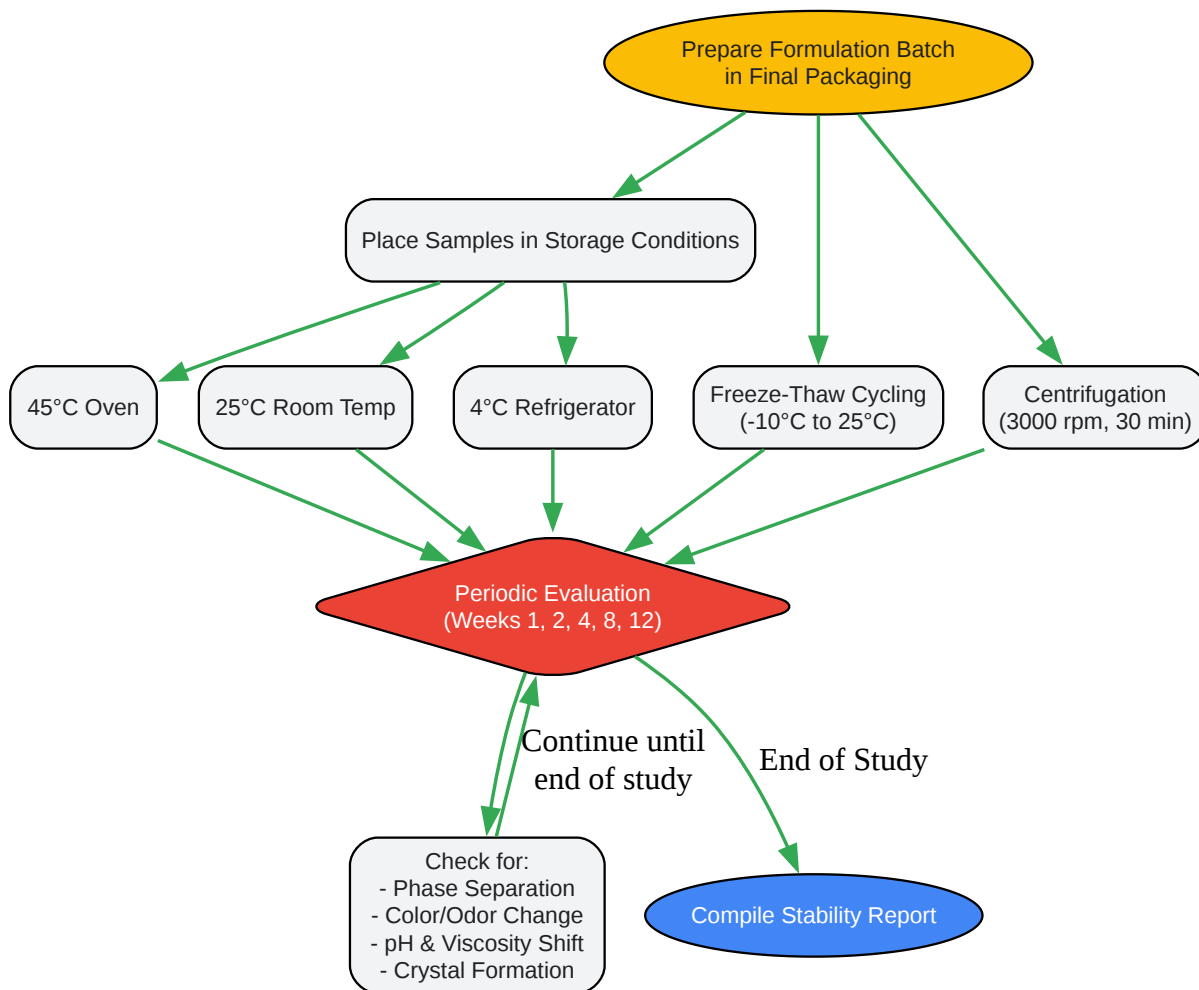 Prepare Formulation Batch
in Final Packaging
Place Samples in Storage Conditions
45°C Oven
25°C Room Temp
4°C Refrigerator
Freeze-Thaw Cycling
(-10°C to 25°C)
Centrifugation
(3000 rpm, 30 min)
Periodic Evaluation
(Weeks 1, 2, 4, 8, 12)
Continue until
end of study
End of Study
Check for:
- Phase Separation
- Color/Odor Change
- pH & Viscosity Shift
- Crystal Formation
Compile Stability Report